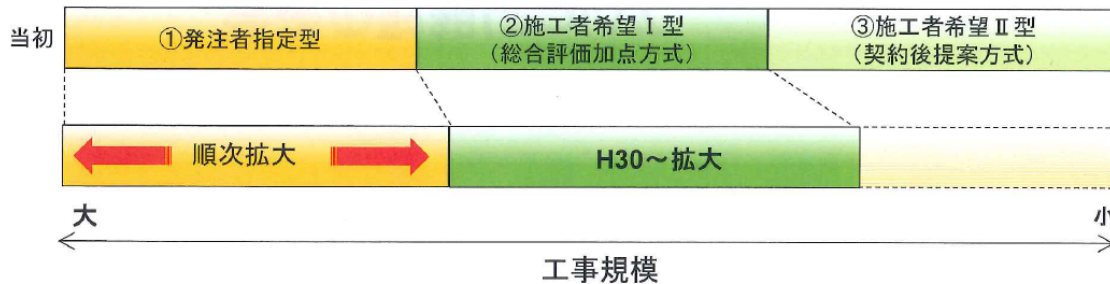 当初
①発注者指定型
②施工者希望Ⅰ型
(総合評価加点方式)
③施工者希望Ⅱ型
(契約後提案方式)
順次拡大
H30～拡大
大
小
工事規模